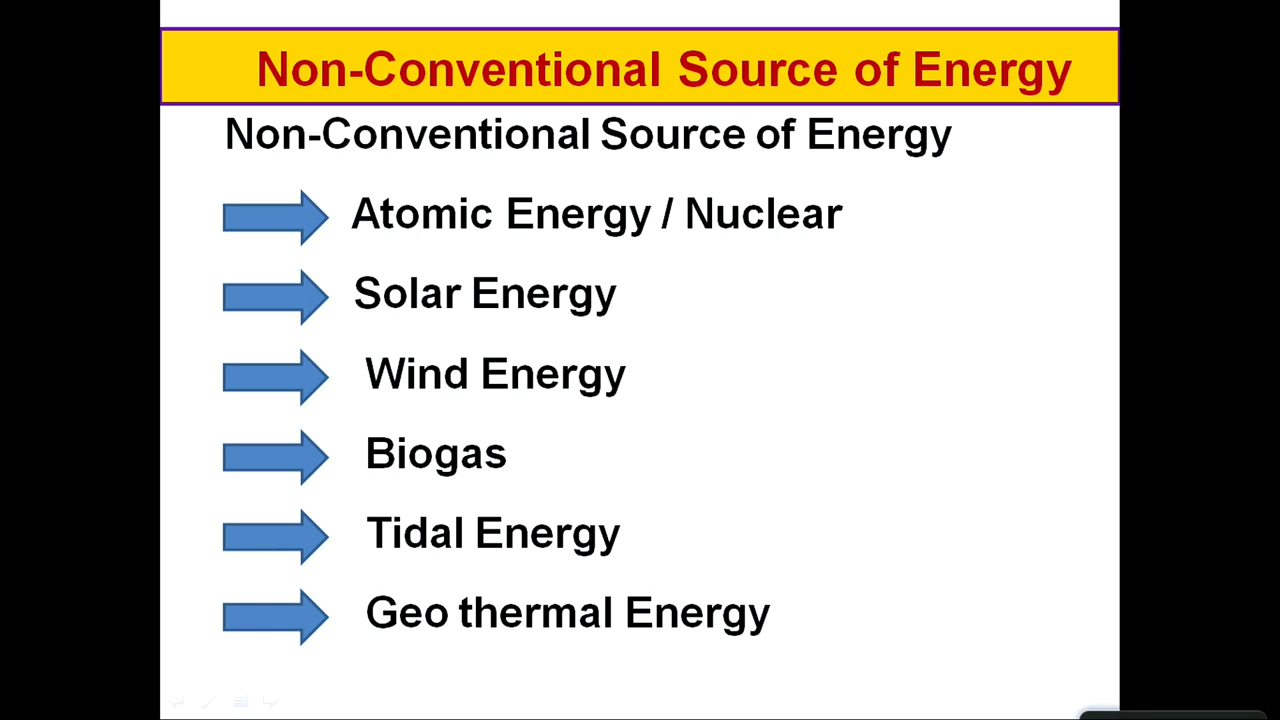 Non-Conventional Source of Energy
Non-Conventional Source of Energy
Atomic Energy / Nuclear
Solar Energy
Wind Energy
Biogas
Tidal Energy
Geo thermal Energy